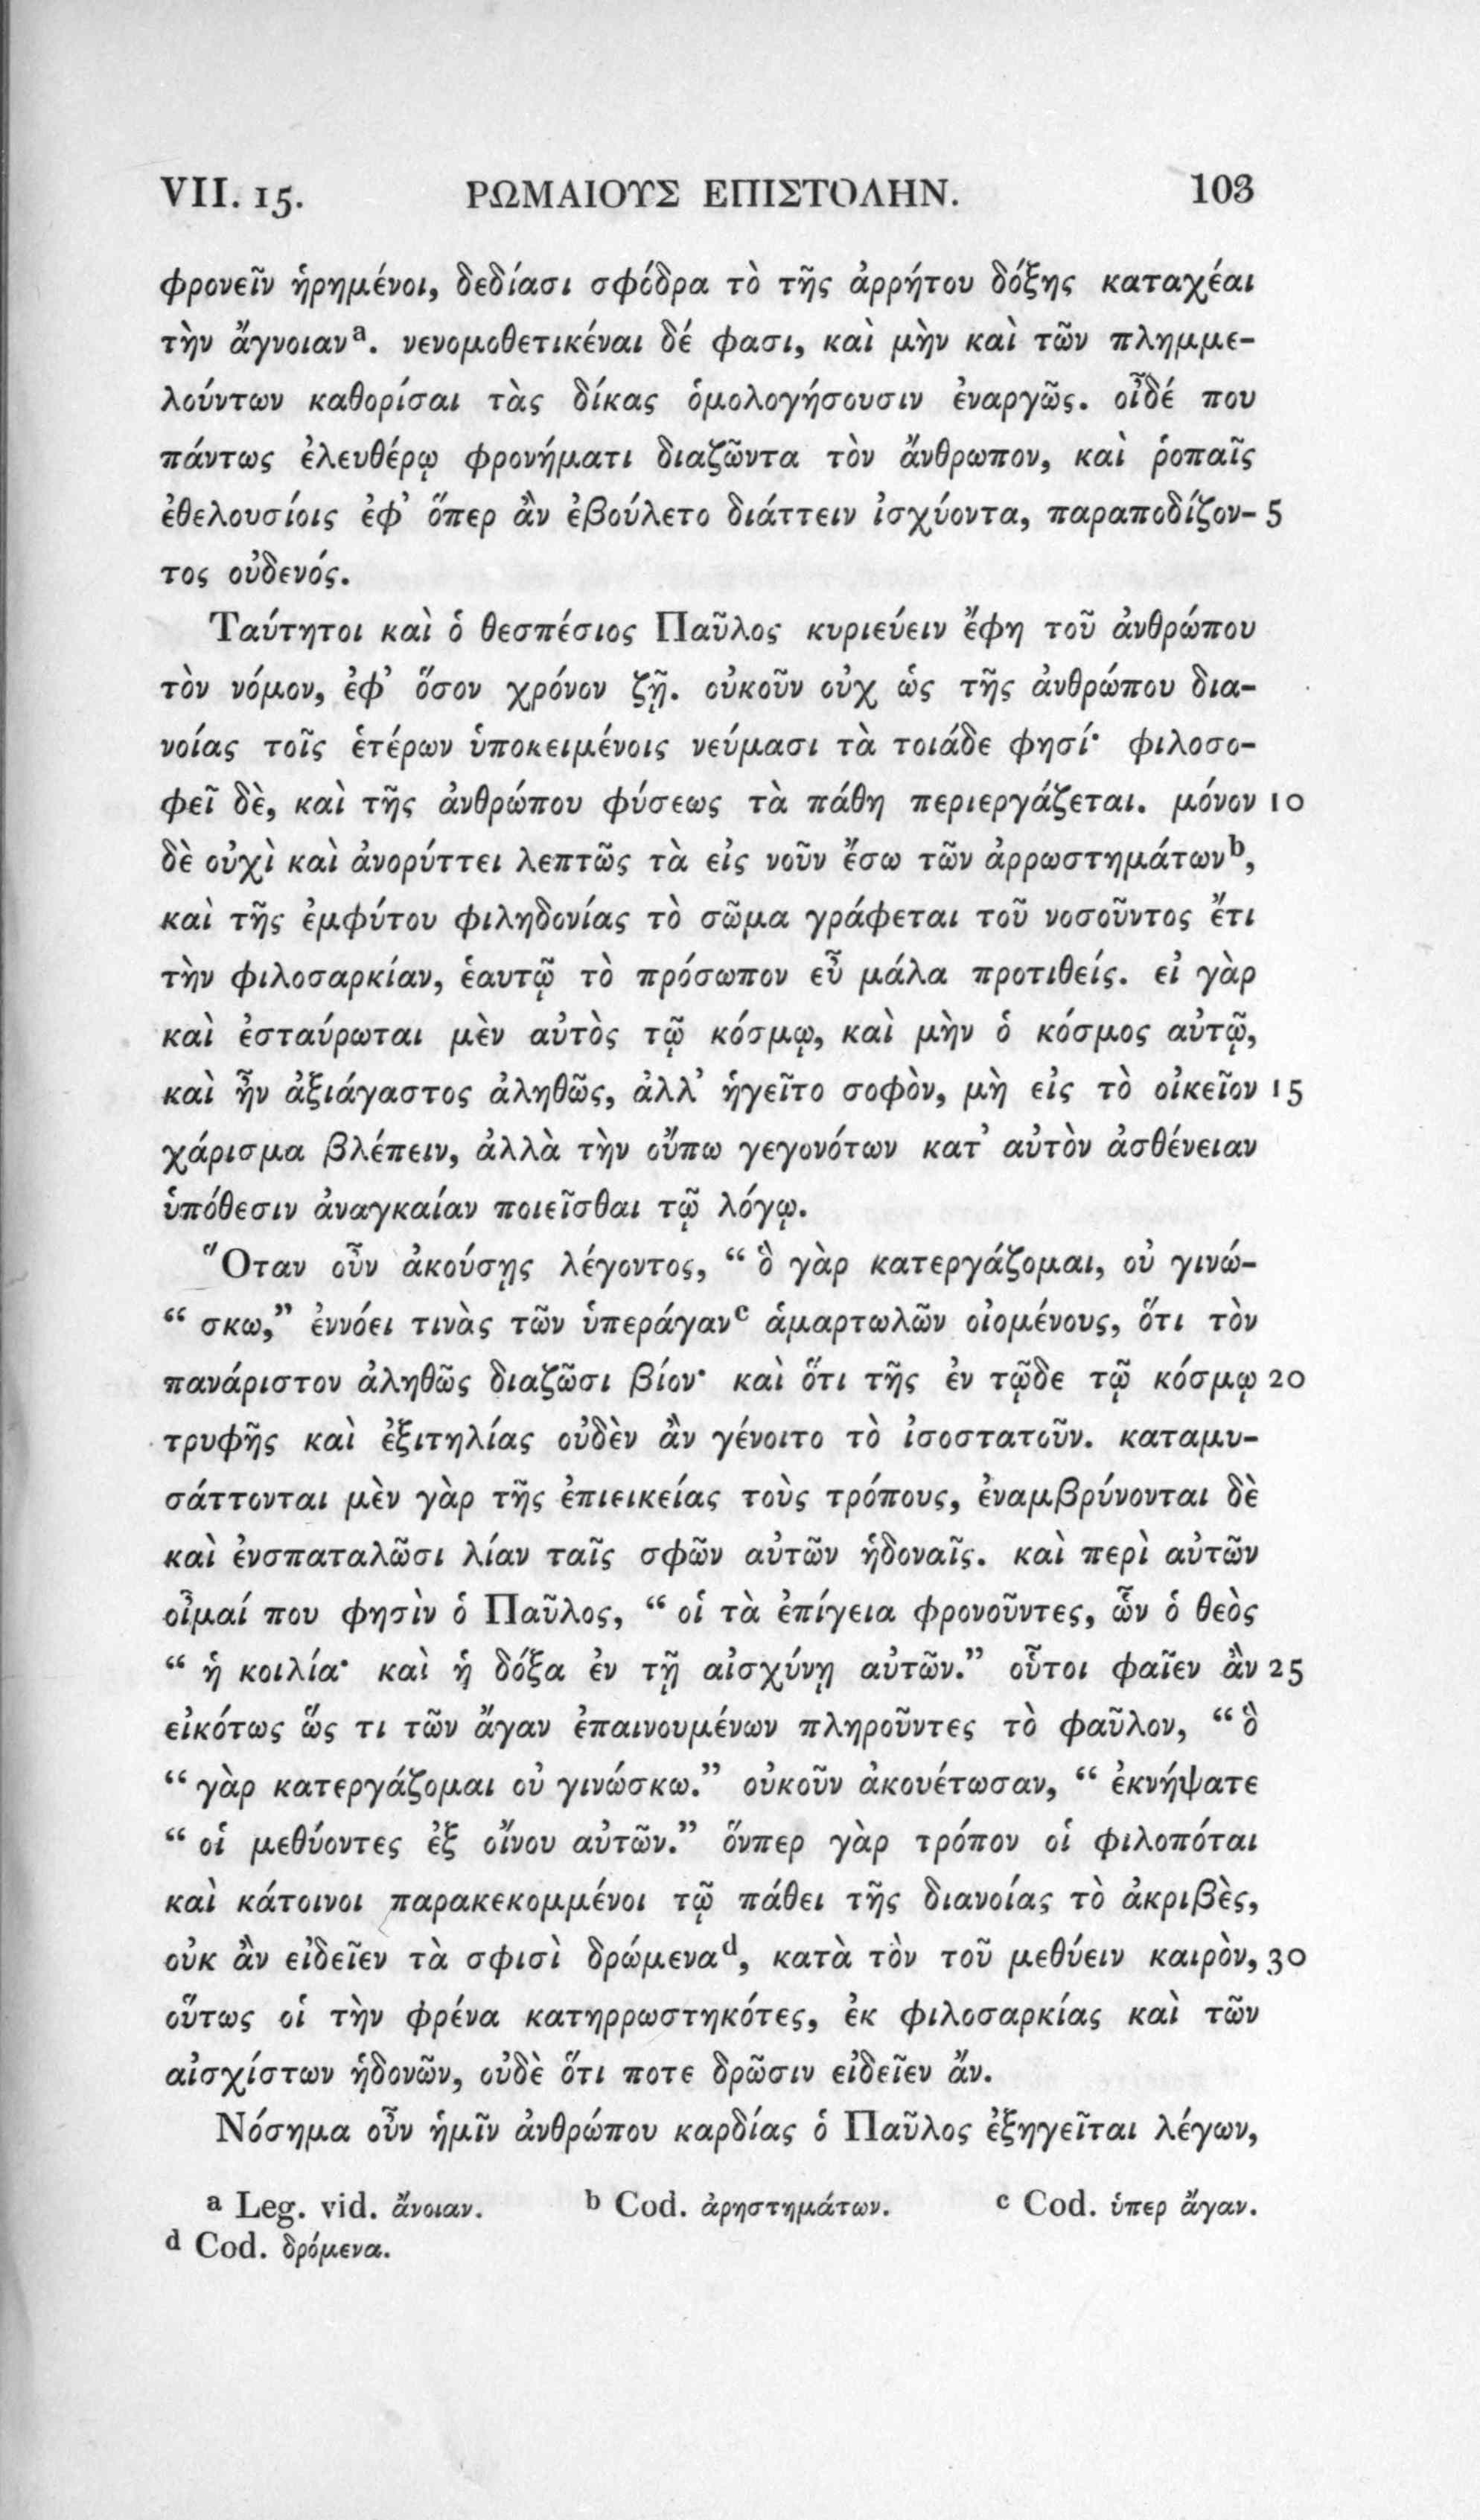 VII. 15. ΡΩΜΑΙΟΥΣ ΕΠΙΣΤΟΛΗΝ. 103
φρονεῖν ἡρημένοι, δεδίασι σφόδρα τὸ τῆς ἀρρήτου δόξης καταχέαι
τὴν ἄγνοιαν a. νενομοθετικέναι δέ φασι, καὶ μὴν καὶ τῶν πλημμε-
λούντων καθορίσαι τὰς δίκας ὁμολογήσουσιν ἐναργῶς. οἶδέ που
πάντως ἐλευθέρῳ φρονήματι διαζῶντα τὸν ἄνθρωπον, καὶ ῥοπαῖς
ἐθελουσίοις ἐφ’ ὅπερ ἂν ἐβούλετο διάττειν ἰσχύοντα, παραποδίζον- 5
τος οὐδενός.
Ταύτητοι καὶ ὁ θεσπέσιος Παῦλος κυριεύειν ἔφη τοῦ ἀνθρώπου
τὸν νόμον, ἐφ’ ὅσον χρόνον ζῇ. οὐκοῦν οὐχ ὡς τῆς ἀνθρώπου δια-
νοίας τοῖς ἑτέρων ὑποκειμένοις νεύμασι τὰ τοιάδε φησί· φιλοσο-
φεῖ δὲ, καὶ τῆς ἀνθρώπου φύσεως τὰ πάθη περιεργάζεται. μόνον 10
δὲ οὐχὶ καὶ ἀνορύττει λεπτῶς τὰ εἰς νοῦν ἔσω τῶν ἀρρωστημάτων b,
καὶ τῆς ἐμφύτου φιληδονίας τὸ σῶμα γράφεται τοῦ νοσοῦντος ἔτι
τὴν φιλοσαρκίαν, ἑαυτῷ τὸ πρόσωπον εὖ μάλα προτιθείς. εἰ γὰρ
καὶ ἐσταύρωται μὲν αὐτὸς τῷ κόσμῳ, καὶ μὴν ὁ κόσμος αὐτῷ,
καὶ ἦν ἀξιάγαστος ἀληθῶς, ἀλλ’ ἡγεῖτο σοφὸν, μὴ εἰς τὸ οἰκεῖον 15
χάρισμα βλέπειν, ἀλλὰ τὴν οὔπω γεγονότων κατ’ αὐτὸν ἀσθένειαν
ὑπόθεσιν ἀναγκαίαν ποιεῖσθαι τῷ λόγῳ.
Ὅταν οὖν ἀκούσῃς λέγοντος, “ ὃ γὰρ κατεργάζομαι, οὐ γινώ-
“ σκω,” ἐννόει τινὰς τῶν ὑπεράγαν c ἁμαρτωλῶν οἰομένους, ὅτι τὸν
πανάριστον ἀληθῶς διαζῶσι βίον· καὶ ὅτι τῆς ἐν τῷδε τῷ κόσμῳ 20
τρυφῆς καὶ ἐξιτηλίας οὐδὲν ἂν γένοιτο τὸ ἰσοστατοῦν. καταμυ-
σάττονται μὲν γὰρ τῆς ἐπιεικείας τοὺς τρόπους, ἐναμβρύνονται δὲ
καὶ ἐνσπαταλῶσι λίαν ταῖς σφῶν αὐτῶν ἡδοναῖς. καὶ περὶ αὐτῶν
οἶμαί που φησὶν ὁ Παῦλος, “ οἱ τὰ ἐπίγεια φρονοῦντες, ὧν ὁ θεὸς
“ ἡ κοιλία· καὶ ἡ δόξα ἐν τῇ αἰσχύνῃ αὐτῶν.” οὗτοι φαῖεν ἂν 25
εἰκότως ὥς τι τῶν ἄγαν ἐπαινουμένων πληροῦντες τὸ φαῦλον, “ ὃ
“ γὰρ κατεργάζομαι οὐ γινώσκω.” οὐκοῦν ἀκουέτωσαν, “ ἐκνήψατε
“ οἱ μεθύοντες ἐξ οἴνου αὐτῶν.” ὅνπερ γὰρ τρόπον οἱ φιλοπόται
καὶ κάτοινοι παρακεκομμένοι τῷ πάθει τῆς διανοίας τὸ ἀκριβὲς,
οὐκ ἂν εἰδεῖεν τὰ σφισὶ δρώμενα d, κατὰ τὸν τοῦ μεθύειν καιρὸν, 30
οὕτως οἱ τὴν φρένα κατηρρωστηκότες, ἐκ φιλοσαρκίας καὶ τῶν
αἰσχίστων ἡδονῶν, οὐδὲ ὅτι ποτε δρῶσιν εἰδεῖεν ἄν.
Νόσημα οὖν ἡμῖν ἀνθρώπου καρδίας ὁ Παῦλος ἐξηγεῖται λέγων,
a Leg. vid. ἄνοιαν. b Cod. ἀρηστημάτων. c Cod. ὑπερ ἄγαν.
d Cod. δρόμενα.